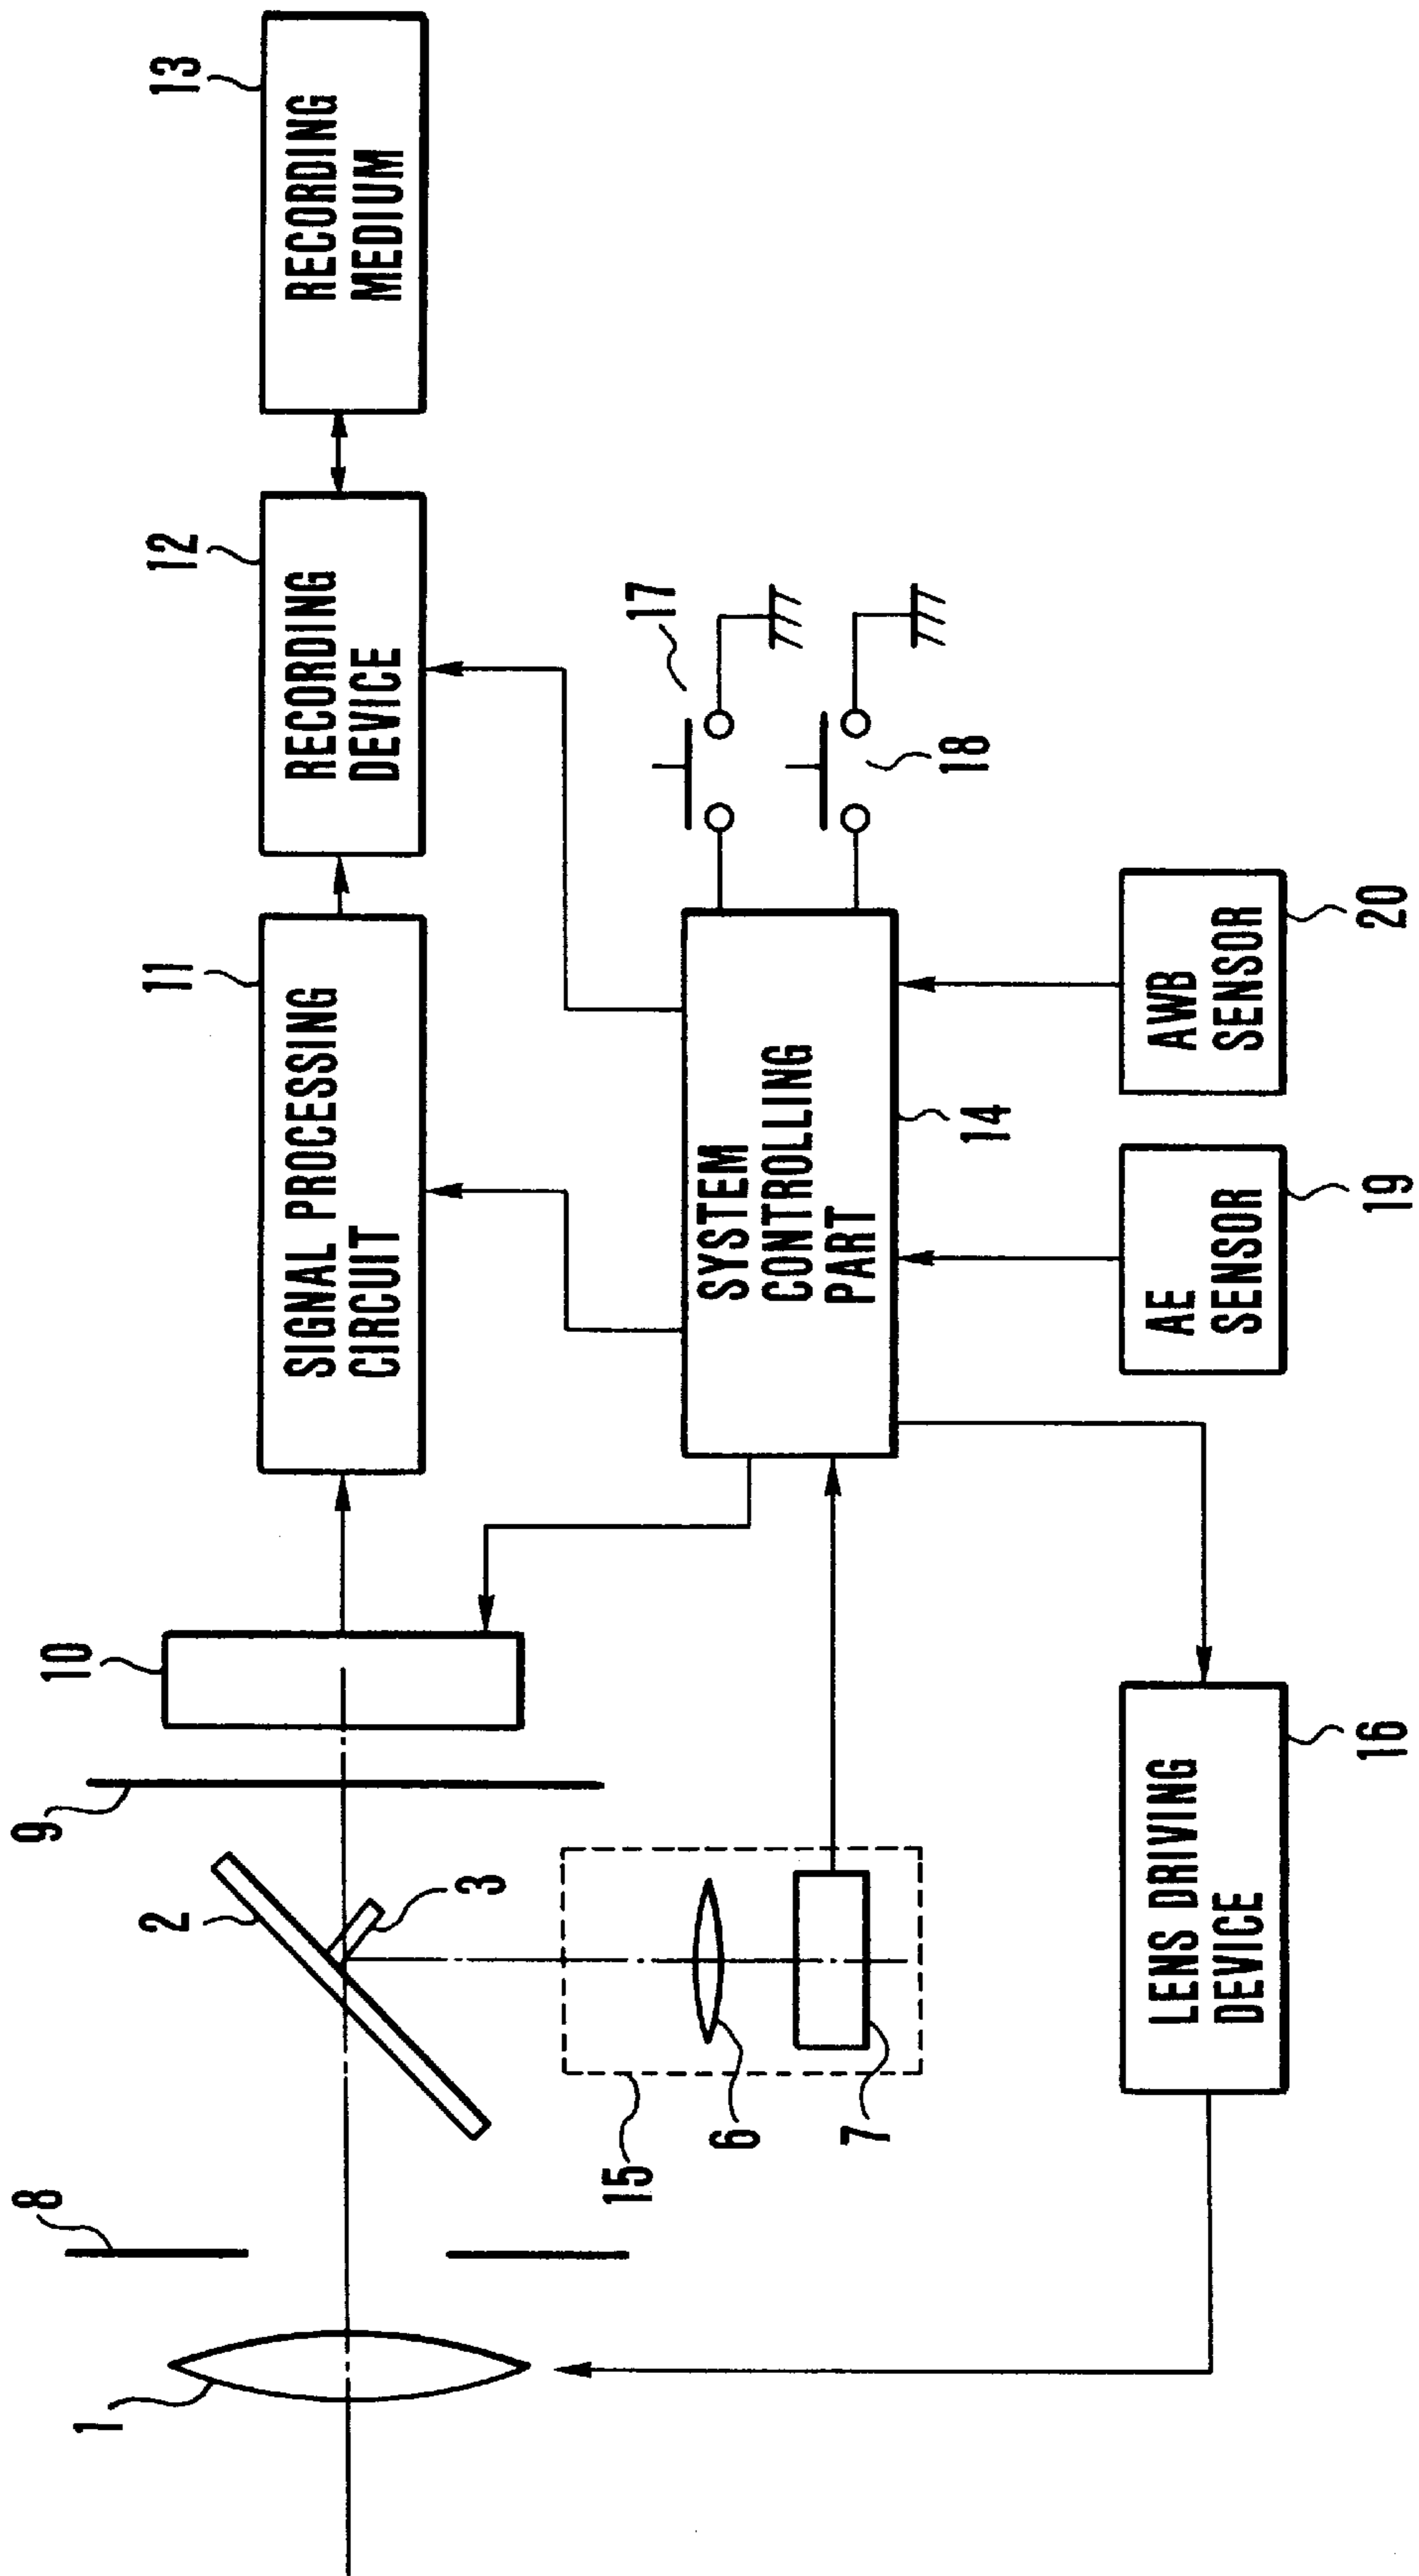 9
10
11
12
13
8
2
1
SIGNAL PROCESSING
CIRCUIT
RECORDING
DEVICE
RECORDING
MEDIUM
3
15
6
7
17
18
SYSTEM
CONTROLLING
PART
14
LENS DRIVING
DEVICE
16
AE
SENSOR
19
AWB
SENSOR
20